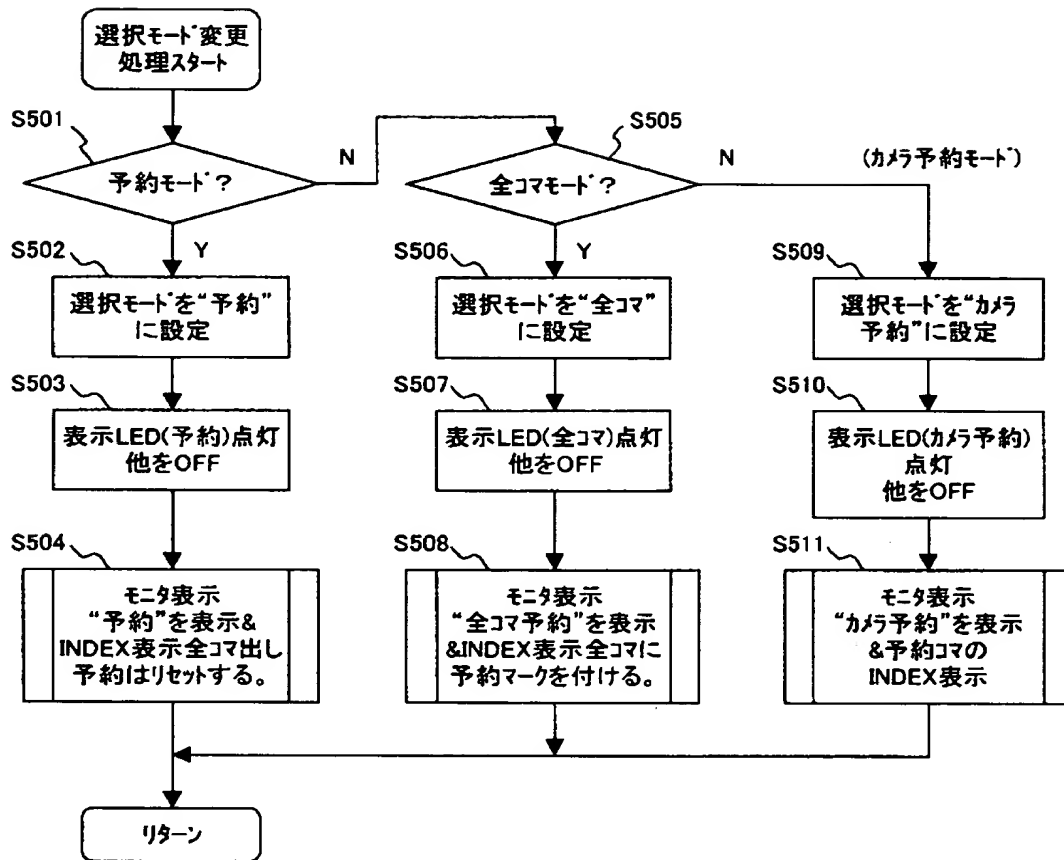 選択モード変更
処理スタート
S501
予約モード?
N
Y
S502
選択モードを“予約”
に設定
S503
表示LED(予約)点灯
他をOFF
S504
モニタ表示
“予約”を表示&
INDEX表示全コマ出し
予約はリセットする。
S505
全コマモード?
N
Y
S506
選択モードを“全コマ”
に設定
S507
表示LED(全コマ)点灯
他をOFF
S508
モニタ表示
“全コマ予約”を表示
&INDEX表示全コマに
予約マークを付ける。
(カメラ予約モード)
S509
選択モードを“カメラ
予約”に設定
S510
表示LED(カメラ予約)
点灯
他をOFF
S511
モニタ表示
“カメラ予約”を表示
&予約コマの
INDEX表示
リターン